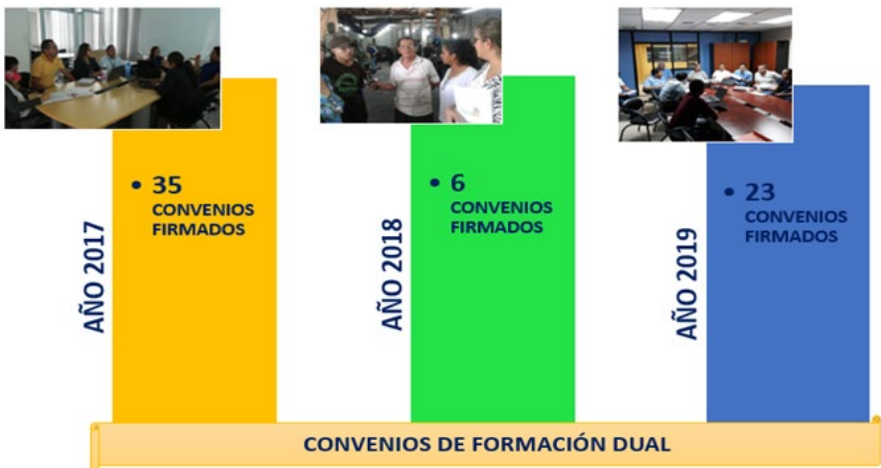 AÑO 2017
• 35
CONVENIOS
FIRMADOS
AÑO 2018
• 6
CONVENIOS
FIRMADOS
AÑO 2019
• 23
CONVENIOS
FIRMADOS
CONVENIOS DE FORMACIÓN DUAL